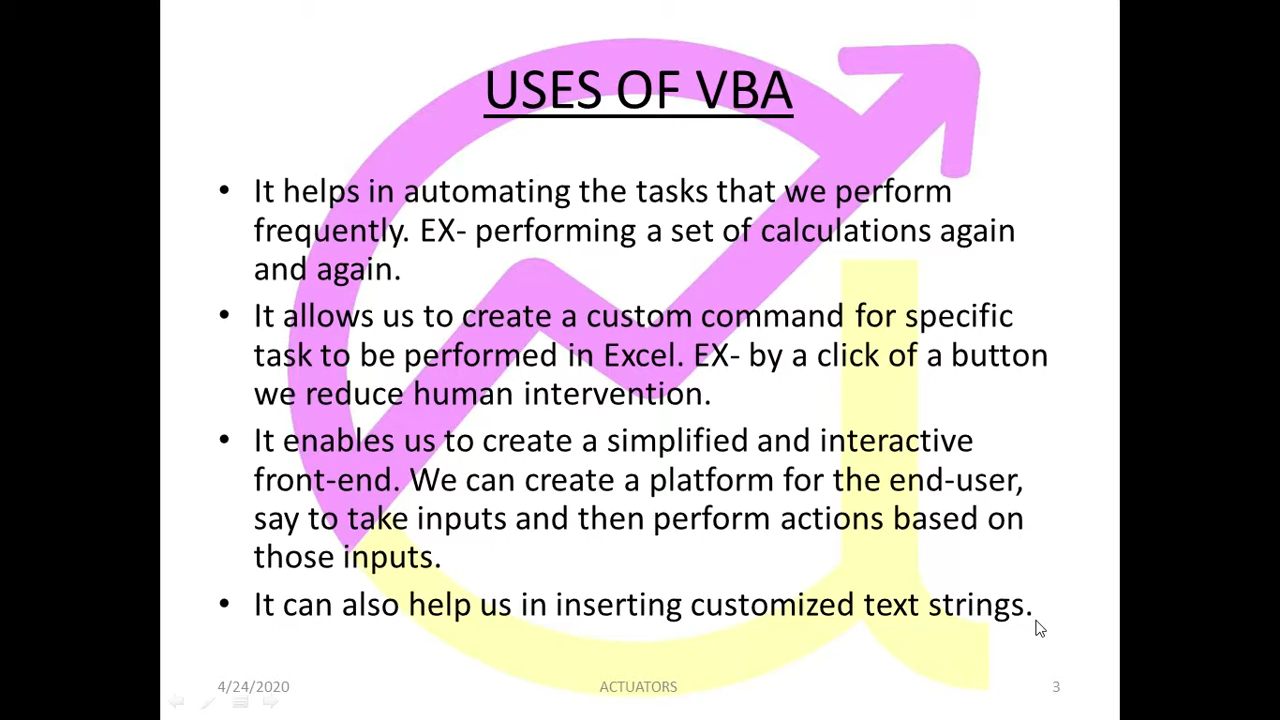 USES OF VBA
• It helps in automating the tasks that we perform
frequently. EX- performing a set of calculations again
and again.
• It allows us to create a custom command for specific
task to be performed in Excel. EX- by a click of a button
we reduce human intervention.
• It enables us to create a simplified and interactive
front-end. We can create a platform for the end-user,
say to take inputs and then perform actions based on
those inputs.
• It can also help us in inserting customized text strings.
4/24/2020 ACTUATORS 3